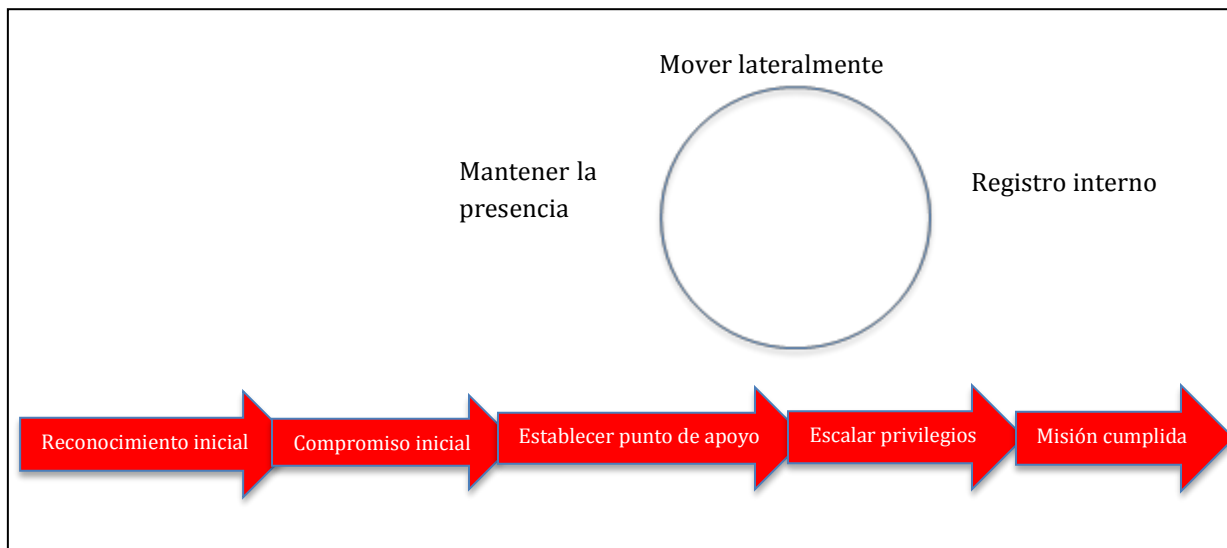 Mover lateralmente
Mantener la
presencia
Registro interno
Reconocimiento inicial
Compromiso inicial
Establecer punto de apoyo
Escalar privilegios
Misión cumplida